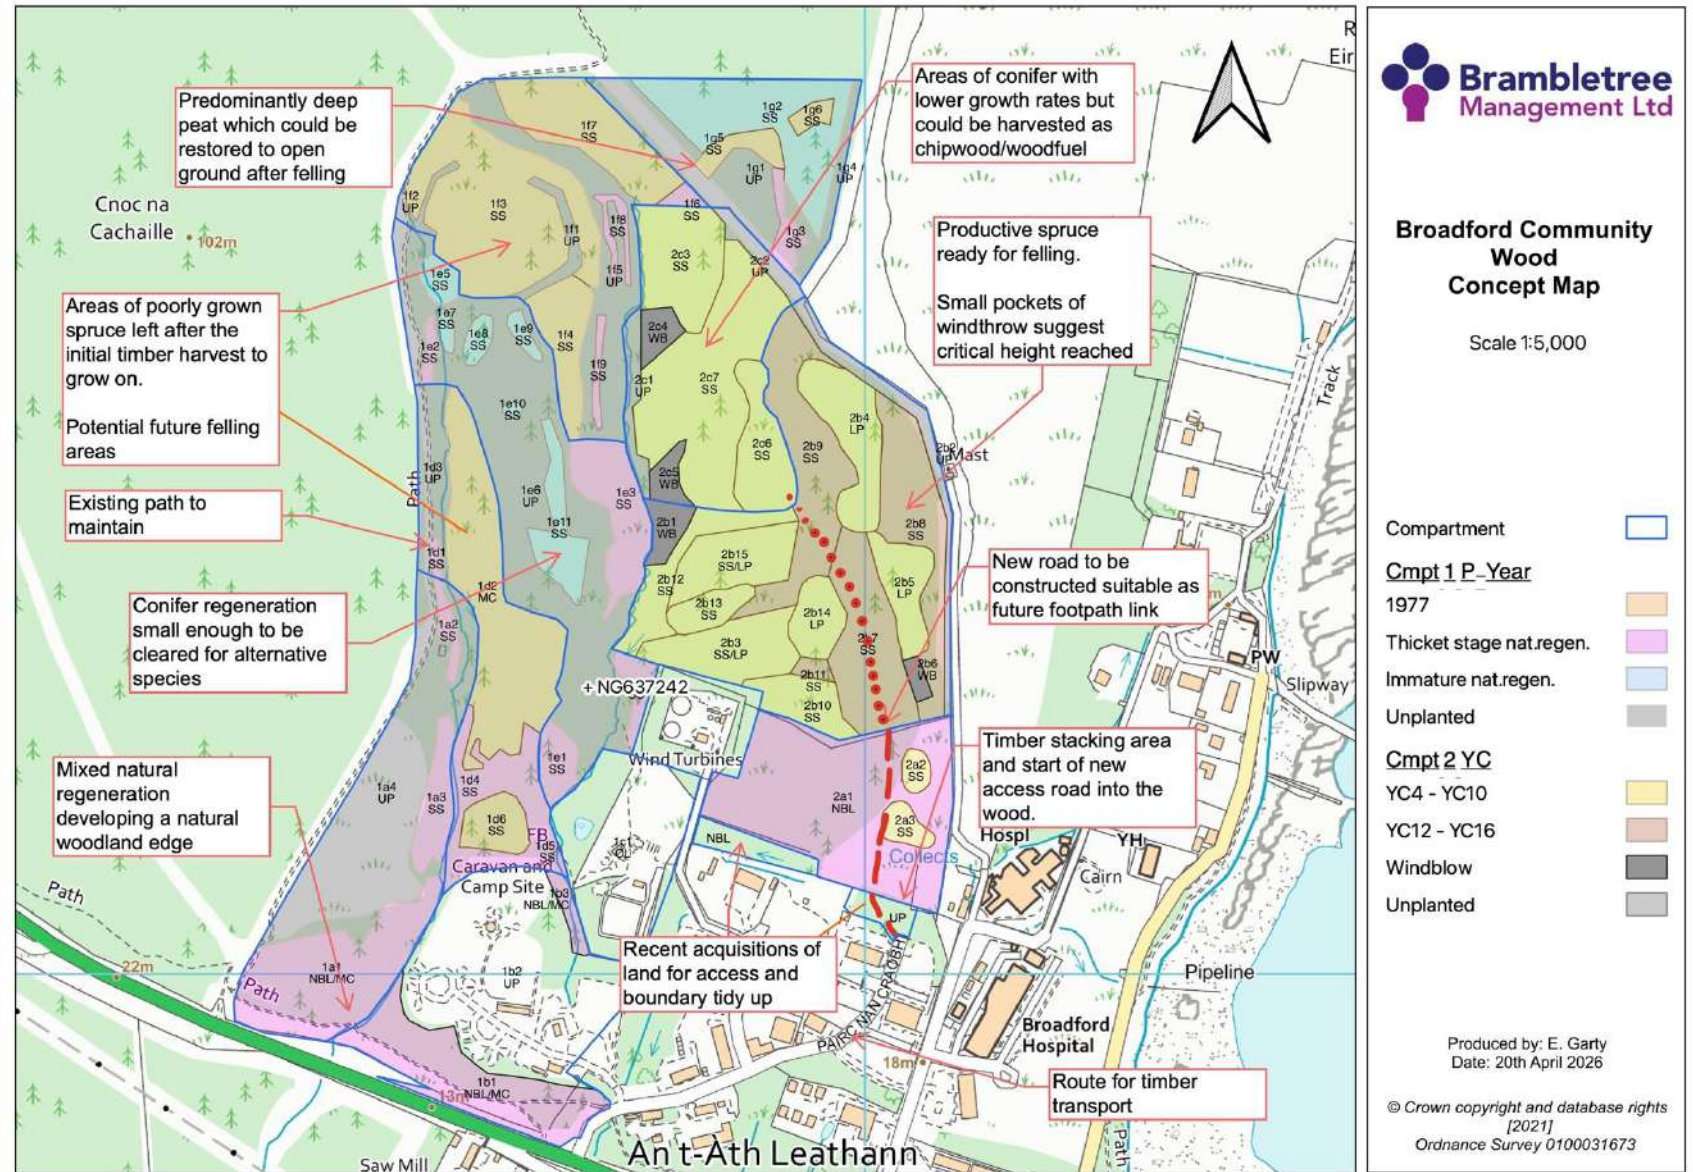 Predominantly deep
peat which could be
restored to open
ground after felling
Areas of conifer with
lower growth rates but
could be harvested as
chipwood/woodfuel
R
Eir
Cnoc na
Cachaille
102m
Productive spruce
ready for felling.
Small pockets of
windthrow suggest
critical height reached
Areas of poorly grown
spruce left after the
initial timber harvest to
grow on.
Potential future felling
areas
Existing path to
maintain
Conifer regeneration
small enough to be
cleared for alternative
species
Mixed natural
regeneration
developing a natural
woodland edge
New road to be
constructed suitable as
future footpath link
Timber stacking area
and start of new
access road into the
wood.
Recent acquisitions of
land for access and
boundary tidy up
Route for timber
transport
1g2
SS
1g6
SS
1f7
SS
1g5
SS
1g1
UP
1g4
UP
1f2
UP
1f3
SS
1f8
SS
1f6
SS
1f1
UP
1g3
SS
1f5
UP
2c3
SS
2c2
UP
1e5
SS
1e7
SS
1e8
SS
1e9
SS
1f4
SS
2c4
WB
1e2
SS
1f9
SS
2c1
UP
2c7
SS
1e10
SS
2b4
LP
2c6
SS
2b9
SS
2b2
UP
Mast
1d3
UP
Path
2c5
WB
1e6
UP
1e3
SS
1e11
SS
2b1
WB
2b8
SS
1d1
SS
2b15
SS/LP
2b12
SS
2b5
LP
1d2
MC
2b13
SS
2b14
LP
1a2
SS
2b3
SS/LP
2b7
SS
2b6
WB
2b11
SS
2b10
SS
+ NG637242
Wind Turbines
1e1
SS
2a2
SS
1d4
SS
1a4
UP
1a3
SS
2a1
NBL
1d6
SS
2a3
SS
FB
1d5
SS
NBL
1c1
OL
Collects
Hospl
YH
Cairn
Caravan and
Camp Site
1b3
NBL/MC
UP
Path
22m
1a1
NBL/MC
Path
1b2
UP
PAIRC NAN CRAOBH
Broadford
Hospital
18m
Pipeline
1b1
NBL/MC
13m
An t-Àth Leathann
Saw Mill
Path
Track
m
PW
Slipway
Brambletree
Management Ltd
Broadford Community
Wood
Concept Map
Scale 1:5,000
Compartment
Cmpt 1 P_Year
1977
Thicket stage nat.regen.
Immature nat.regen.
Unplanted
Cmpt 2 YC
YC4 - YC10
YC12 - YC16
Windblow
Unplanted
Produced by: E. Garty
Date: 20th April 2026
© Crown copyright and database rights
[2021]
Ordnance Survey 0100031673